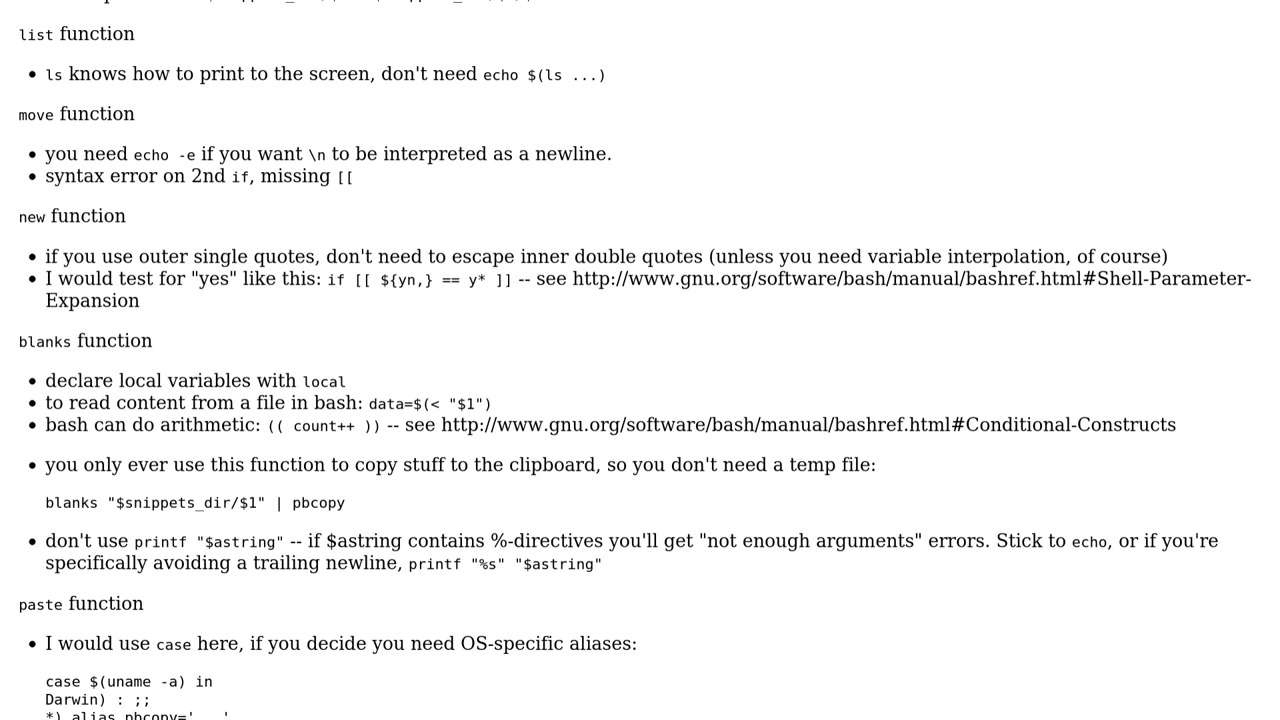 list function
• ls knows how to print to the screen, don't need echo $(ls ...)
move function
• you need echo -e if you want \n to be interpreted as a newline.
• syntax error on 2nd if, missing [[
new function
• if you use outer single quotes, don't need to escape inner double quotes (unless you need variable interpolation, of course)
• I would test for "yes" like this: if [[ ${yn,} == y* ]] -- see http://www.gnu.org/software/bash/manual/bashref.html#Shell-Parameter-
Expansion
blanks function
• declare local variables with local
• to read content from a file in bash: data=$(< "$1")
• bash can do arithmetic: (( count++ )) -- see http://www.gnu.org/software/bash/manual/bashref.html#Conditional-Constructs
• you only ever use this function to copy stuff to the clipboard, so you don't need a temp file:
blanks "$snippets_dir/$1" | pbcopy
• don't use printf "$astring" -- if $astring contains %-directives you'll get "not enough arguments" errors. Stick to echo, or if you're
specifically avoiding a trailing newline, printf "%s" "$astring"
paste function
• I would use case here, if you decide you need OS-specific aliases:
case $(uname -a) in
Darwin) : ;;
*) alias pbcopy='...'